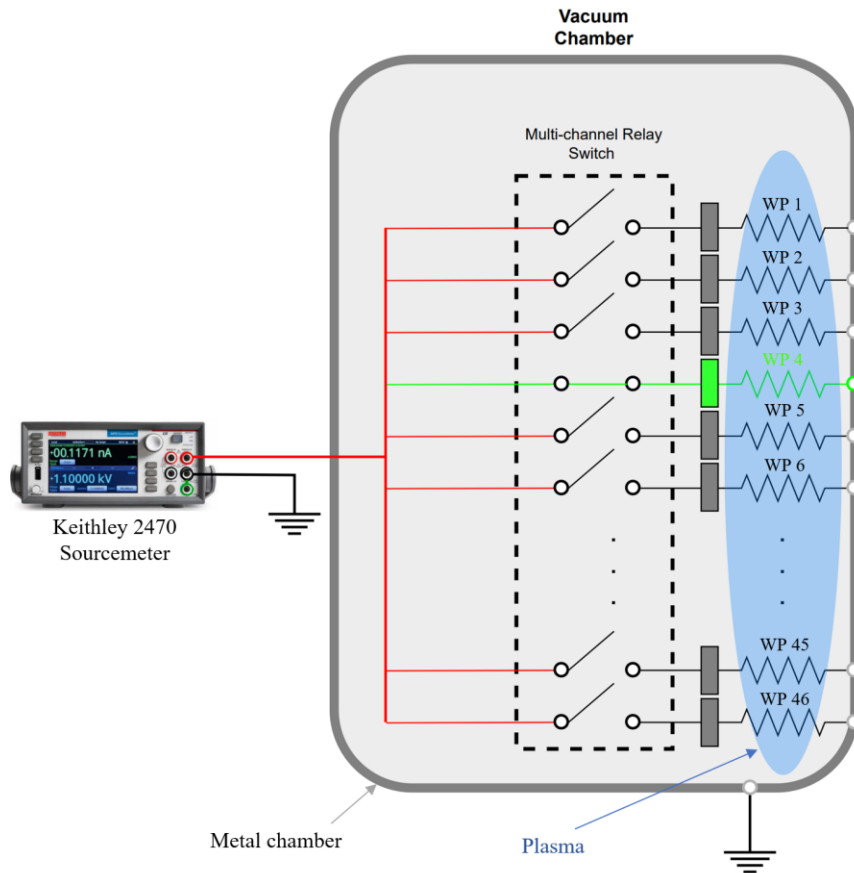 Vacuum
Chamber
Multi-channel Relay
Switch
WP 1
WP 2
WP 3
WP 4
WP 5
WP 6
WP 45
WP 46
+00.1171 nA
+1.10000 kV
Keithley 2470
Sourcemeter
Metal chamber
Plasma